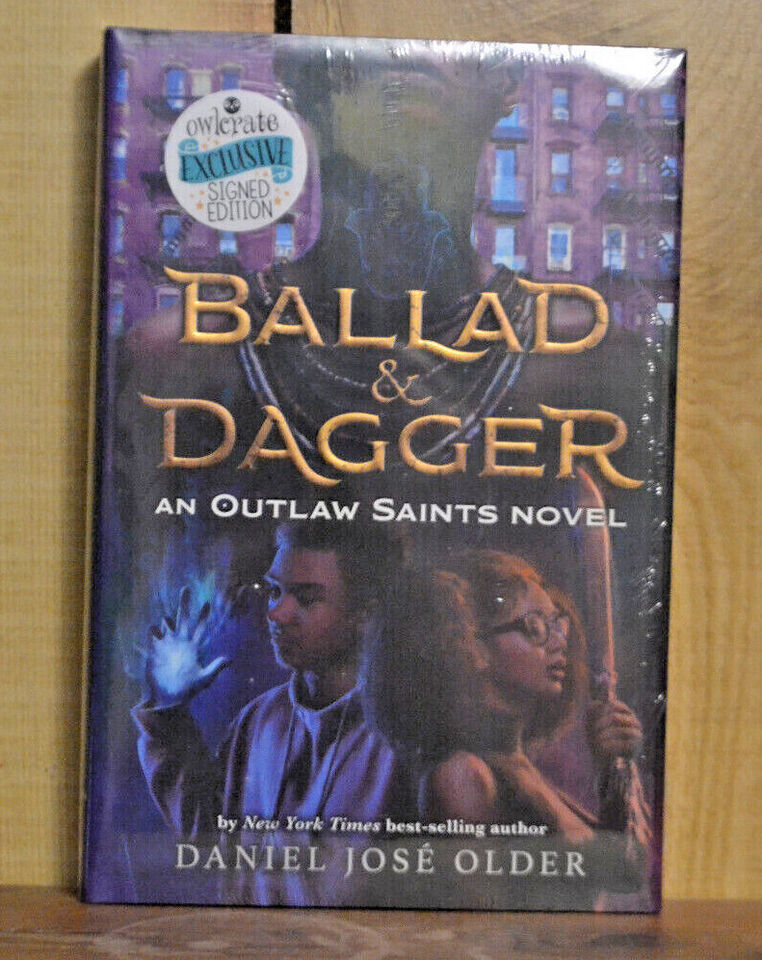 owlcrate
EXCLUSIVE
SIGNED
EDITION
BALLAD
&
DAGGER
AN OUTLAW SAINTS NOVEL
by New York Times best-selling author
DANIEL JOSÉ OLDER